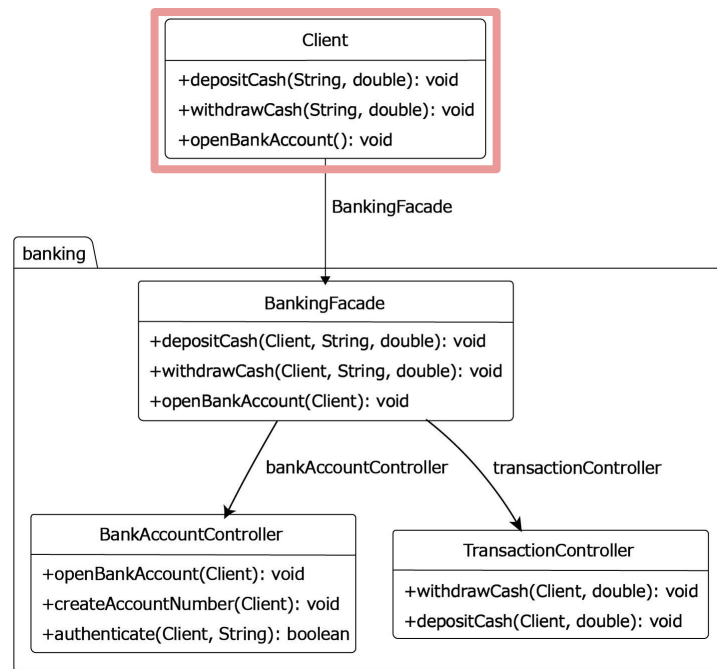 Client
+depositCash(String, double): void
+withdrawCash(String, double): void
+openBankAccount(): void
BankingFacade
banking
BankingFacade
+depositCash(Client, String, double): void
+withdrawCash(Client, String, double): void
+openBankAccount(Client): void
bankAccountController
transactionController
BankAccountController
+openBankAccount(Client): void
+createAccountNumber(Client): void
+authenticate(Client, String): boolean
TransactionController
+withdrawCash(Client, double): void
+depositCash(Client, double): void